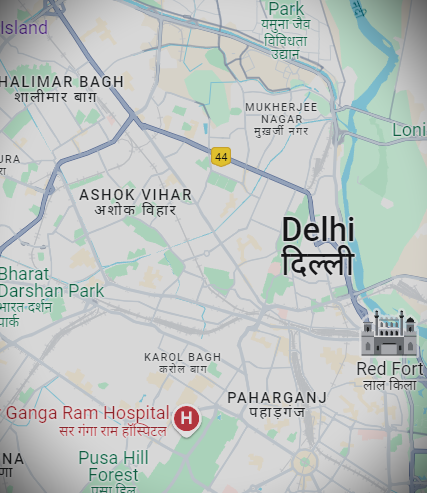 Park
यमुना जैव
विविधता
उद्यान
Island
HALIMAR BAGH
शालीमार बाग़
MUKHERJEE
NAGAR
मुखर्जी नगर
Loni
URA
रा
44
ASHOK VIHAR
अशोक विहार
Delhi
दिल्ली
Bharat
Darshan Park
भारत दर्शन
पार्क
Red Fort
लाल क़िला
KAROL BAGH
करोल बाग
PAHARGANJ
पहाड़गंज
Ganga Ram Hospital
सर गंगा राम हॉस्पिटल
H
NA
णा
Pusa Hill
Forest
पूसा हिल